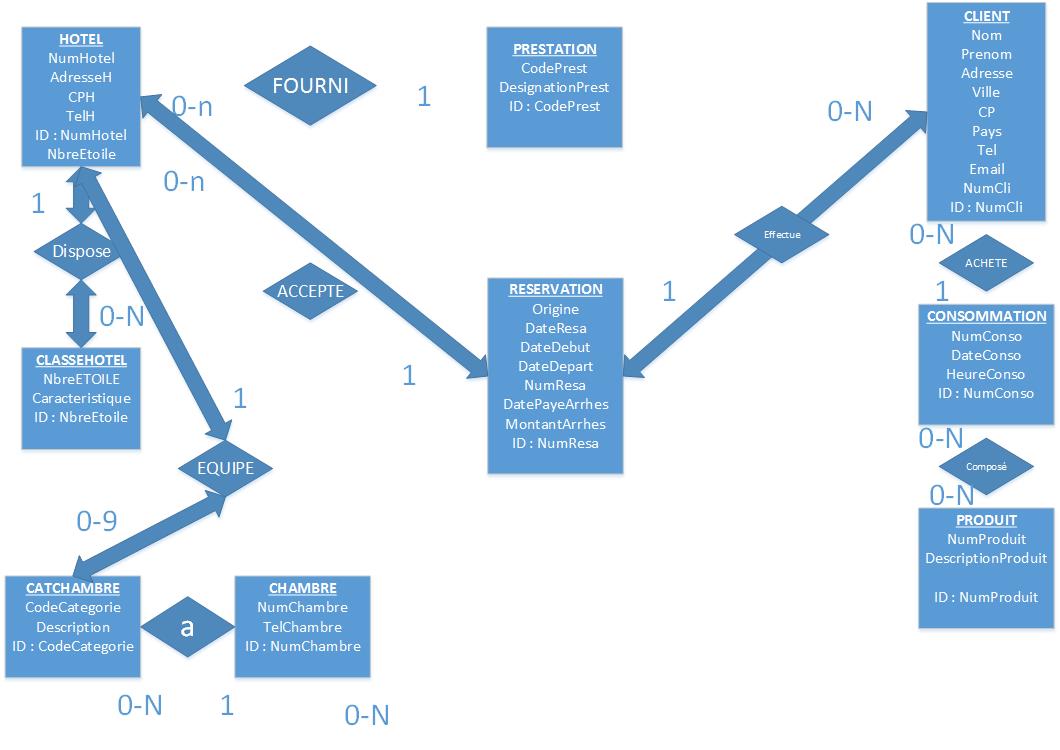 HOTEL
NumHotel
AdresseH
CPH
TelH
ID : NumHotel
NbreEtoile
0-n
0-n
FOURNI
1
PRESTATION
CodePrest
DesignationPrest
ID : CodePrest
CLIENT
Nom
Prenom
Adresse
Ville
CP
Pays
Tel
Email
NumCli
ID : NumCli
0-N
Effectue
1
1
Dispose
0-N
ACCEPTE
1
RESERVATION
Origine
DateResa
DateDebut
DateDepart
NumResa
DatePayeArrhes
MontantArrhes
ID : NumResa
0-N
ACHETE
1
CONSOMMATION
NumConso
DateConso
HeureConso
ID : NumConso
0-N
Composé
0-N
PRODUIT
NumProduit
DescriptionProduit
ID : NumProduit
CLASSEHOTEL
NbreETOILE
Caracteristique
ID : NbreEtoile
1
EQUIPE
0-9
CATCHAMBRE
CodeCategorie
Description
ID : CodeCategorie
a
CHAMBRE
NumChambre
TelChambre
ID : NumChambre
0-N
1
0-N